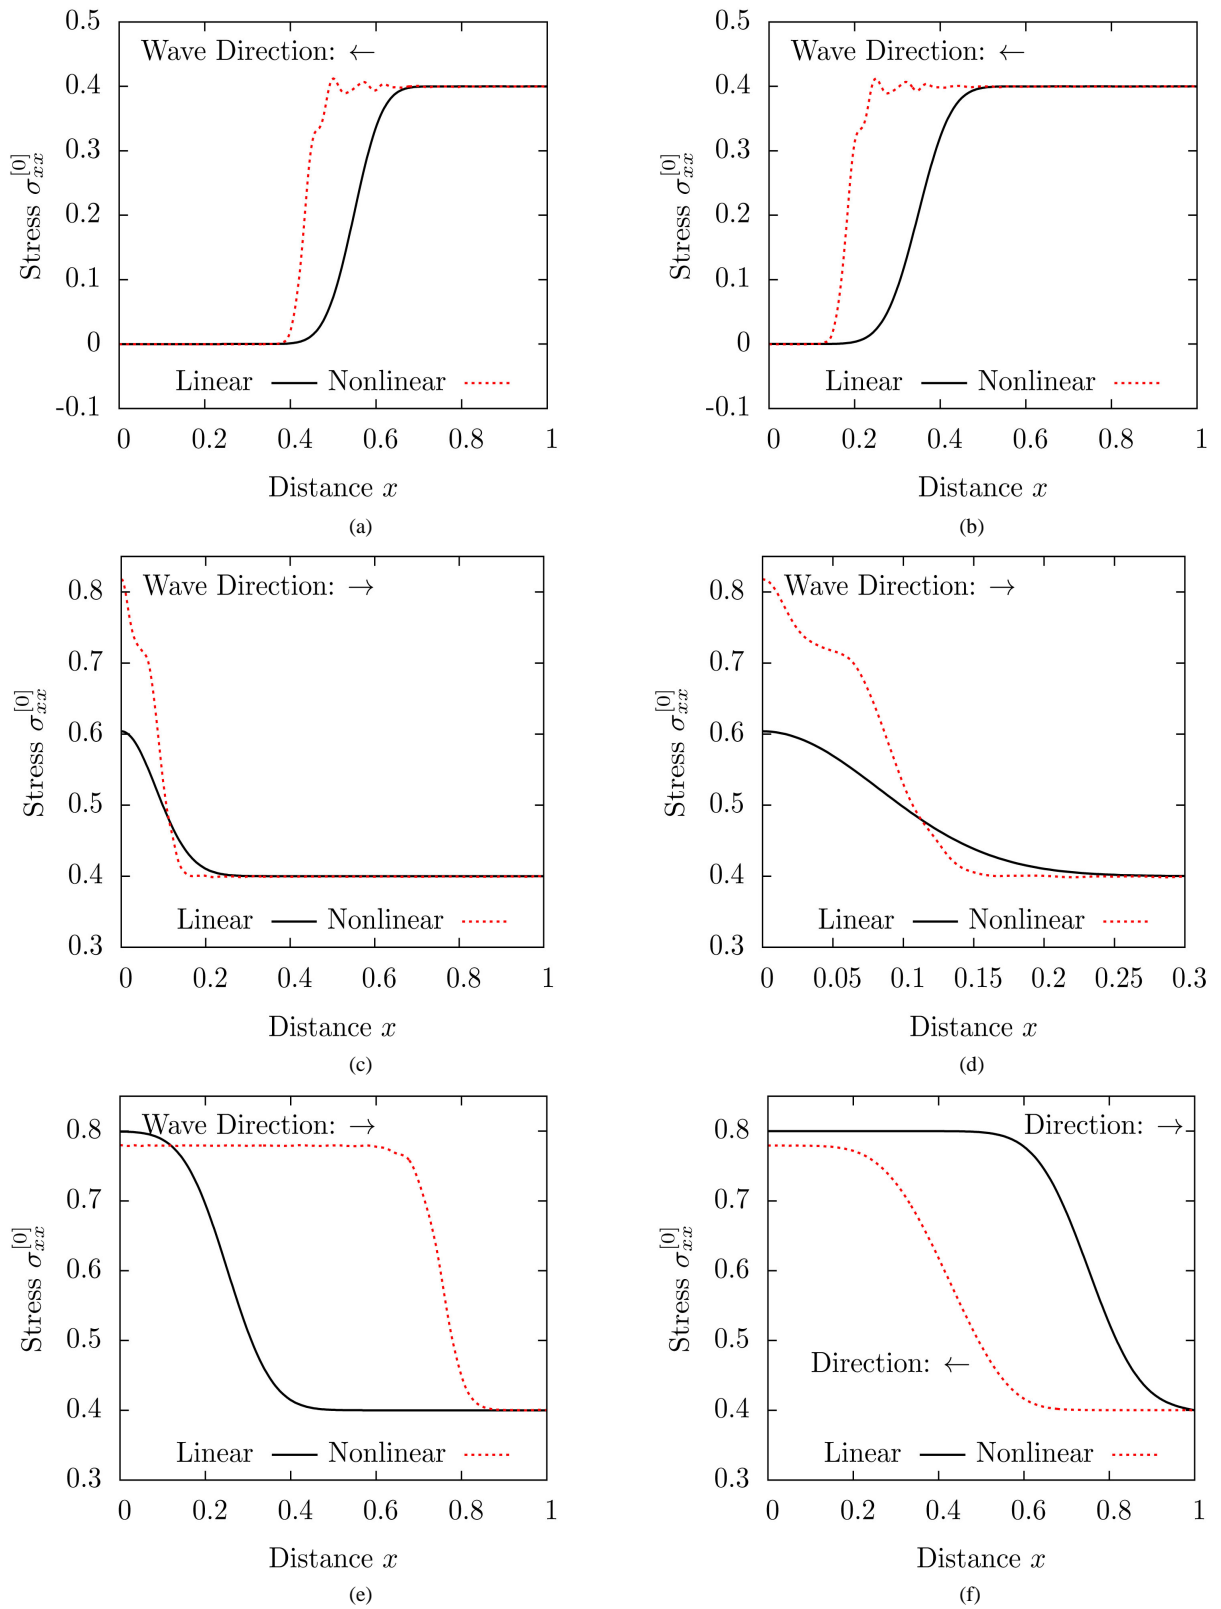 0.5
Wave Direction: ←
0.4
0.3
0.2
0.1
0
-0.1
Stress σ_{xx}^{[0]}
Linear Nonlinear
0 0.2 0.4 0.6 0.8 1
Distance x
(a)
0.5
Wave Direction: ←
0.4
0.3
0.2
0.1
0
-0.1
Stress σ_{xx}^{[0]}
Linear Nonlinear
0 0.2 0.4 0.6 0.8 1
Distance x
(b)
Wave Direction: →
0.8
0.7
0.6
0.5
0.4
0.3
Stress σ_{xx}^{[0]}
Linear Nonlinear
0 0.2 0.4 0.6 0.8 1
Distance x
(c)
Wave Direction: →
0.8
0.7
0.6
0.5
0.4
0.3
Stress σ_{xx}^{[0]}
Linear Nonlinear
0 0.05 0.1 0.15 0.2 0.25 0.3
Distance x
(d)
Wave Direction: →
0.8
0.7
0.6
0.5
0.4
0.3
Stress σ_{xx}^{[0]}
Linear Nonlinear
0 0.2 0.4 0.6 0.8 1
Distance x
(e)
Direction: →
0.8
0.7
0.6
0.5
0.4
0.3
Stress σ_{xx}^{[0]}
Direction: ←
Linear Nonlinear
0 0.2 0.4 0.6 0.8 1
Distance x
(f)